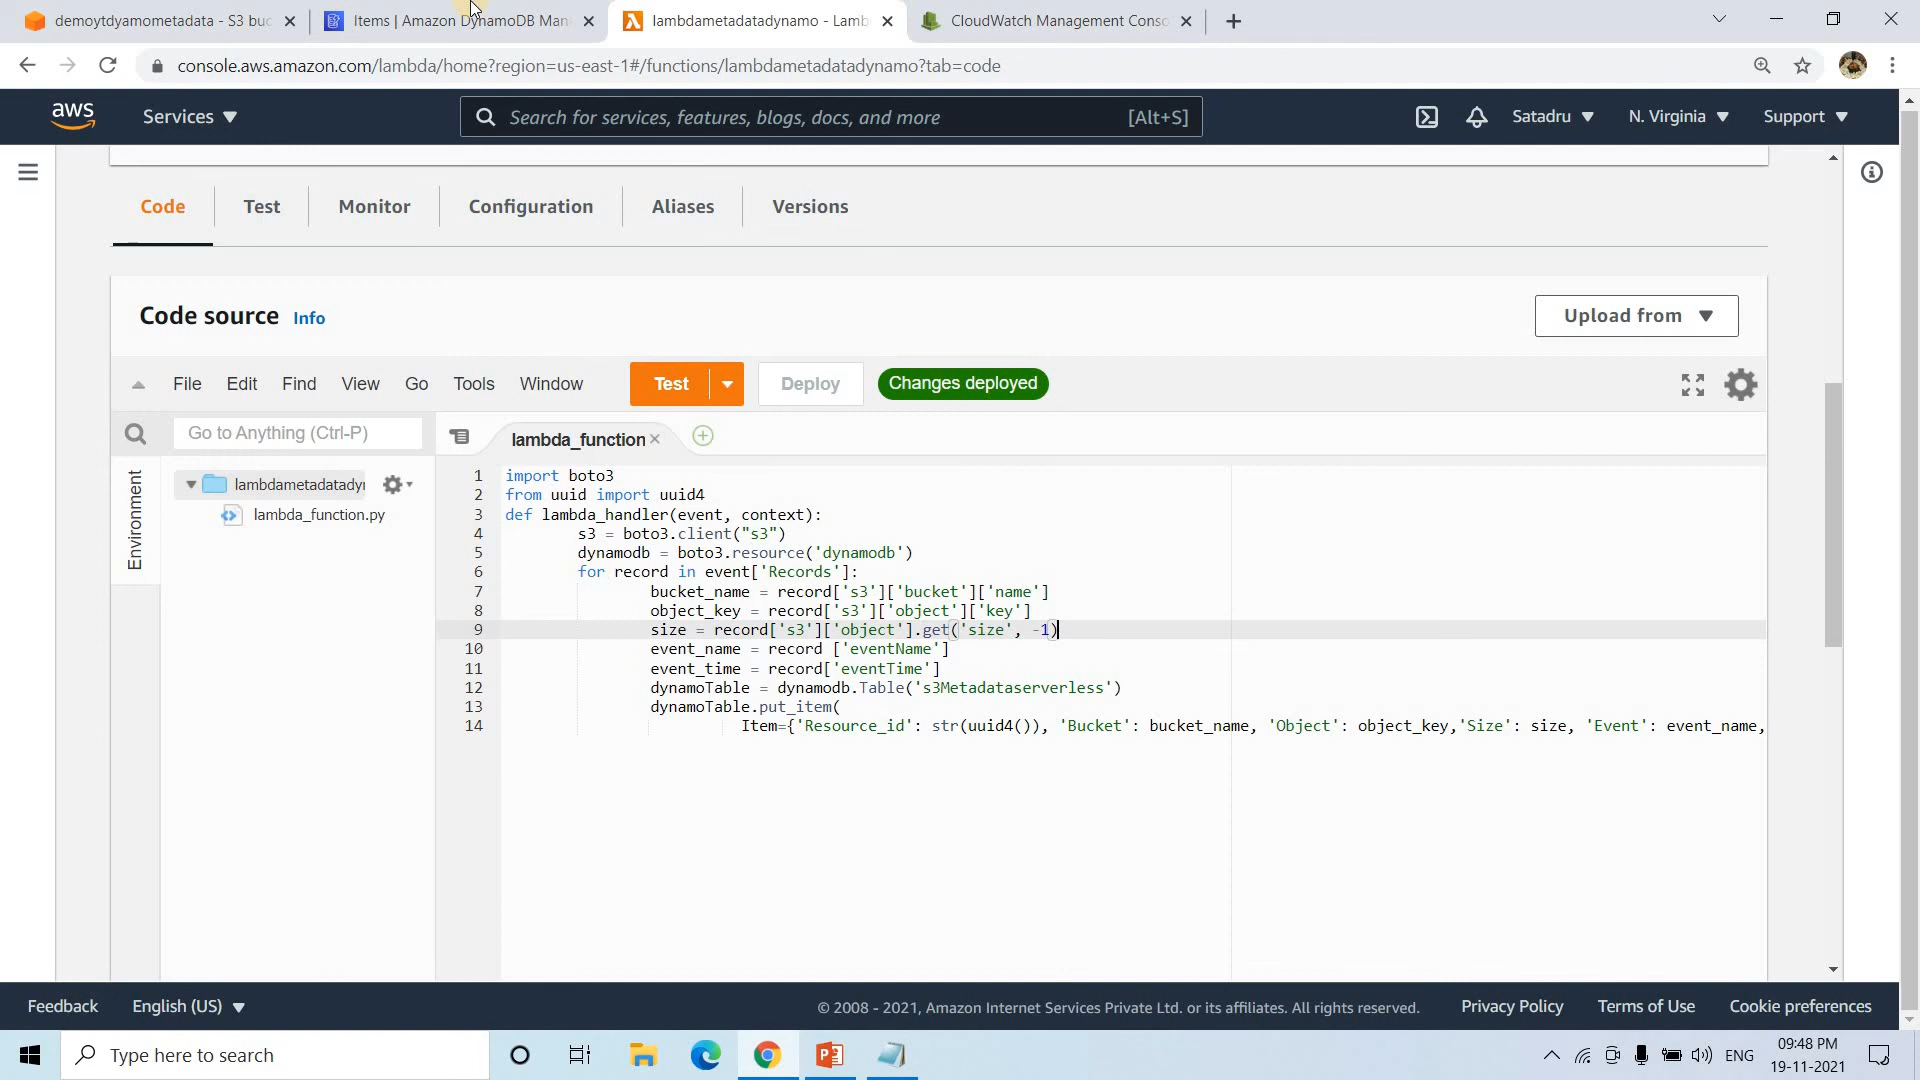 demoytdyamometadata - S3 buc
Items | Amazon DynamoDB Man
lambdametadatadynamo - Lamb
CloudWatch Management Conso
console.aws.amazon.com/lambda/home?region=us-east-1#/functions/lambdametadatadynamo?tab=code
aws
Services
Search for services, features, blogs, docs, and more
[Alt+S]
Satadru
N. Virginia
Support
Code
Test
Monitor
Configuration
Aliases
Versions
Code source
Info
Upload from
File
Edit
Find
View
Go
Tools
Window
Test
Deploy
Changes deployed
Go to Anything (Ctrl-P)
lambda_function
Environment
lambdametadatadyı
lambda_function.py
1 import boto3
2 from uuid import uuid4
3 def lambda_handler(event, context):
4 s3 = boto3.client("s3")
5 dynamodb = boto3.resource('dynamodb')
6 for record in event['Records']:
7 bucket_name = record['s3']['bucket']['name']
8 object_key = record['s3']['object']['key']
9 size = record['s3']['object'].get('size', -1)
10 event_name = record ['eventName']
11 event_time = record['eventTime']
12 dynamoTable = dynamodb.Table('s3Metadataserverless')
13 dynamoTable.put_item(
14 Item={'Resource_id': str(uuid4()), 'Bucket': bucket_name, 'Object': object_key,'Size': size, 'Event': event_name,
Feedback
English (US)
© 2008 - 2021, Amazon Internet Services Private Ltd. or its affiliates. All rights reserved.
Privacy Policy
Terms of Use
Cookie preferences
Type here to search
ENG
09:48 PM
19-11-2021